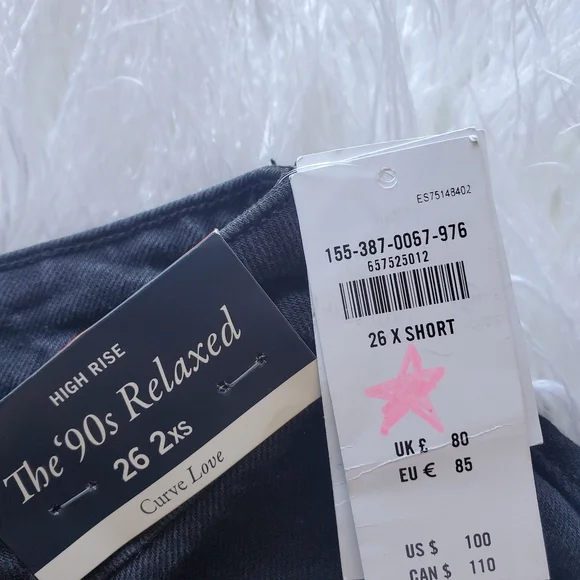 HIGH RISE
The '90s Relaxed
26 2XS
Curve Love
ES75148402
155-387-0067-976
657525012
26 X SHORT
UK £ 80
EU € 85
US $ 100
CAN $ 110